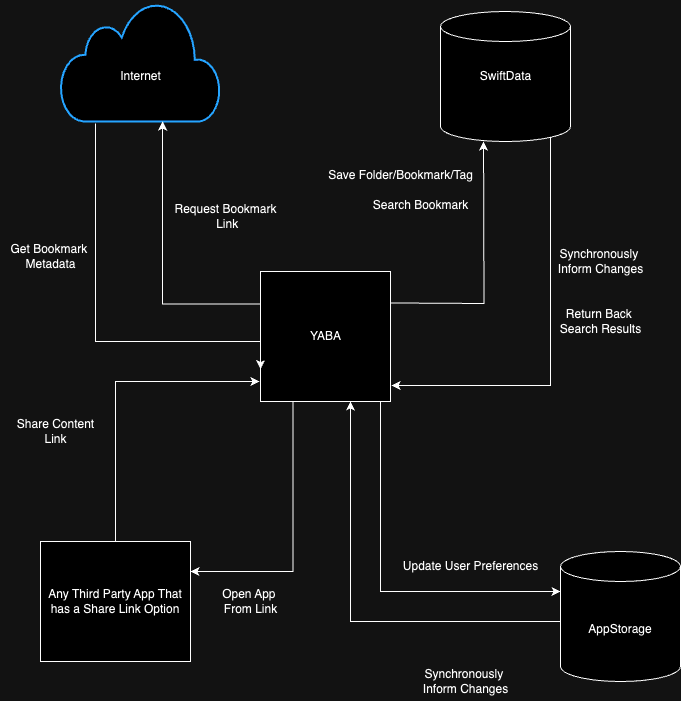 Internet
SwiftData
Save Folder/Bookmark/Tag
Search Bookmark
Request Bookmark
Link
Get Bookmark
Metadata
Synchronously
Inform Changes
Return Back
Search Results
YABA
Share Content
Link
Any Third Party App That
has a Share Link Option
Open App
From Link
Update User Preferences
AppStorage
Synchronously
Inform Changes